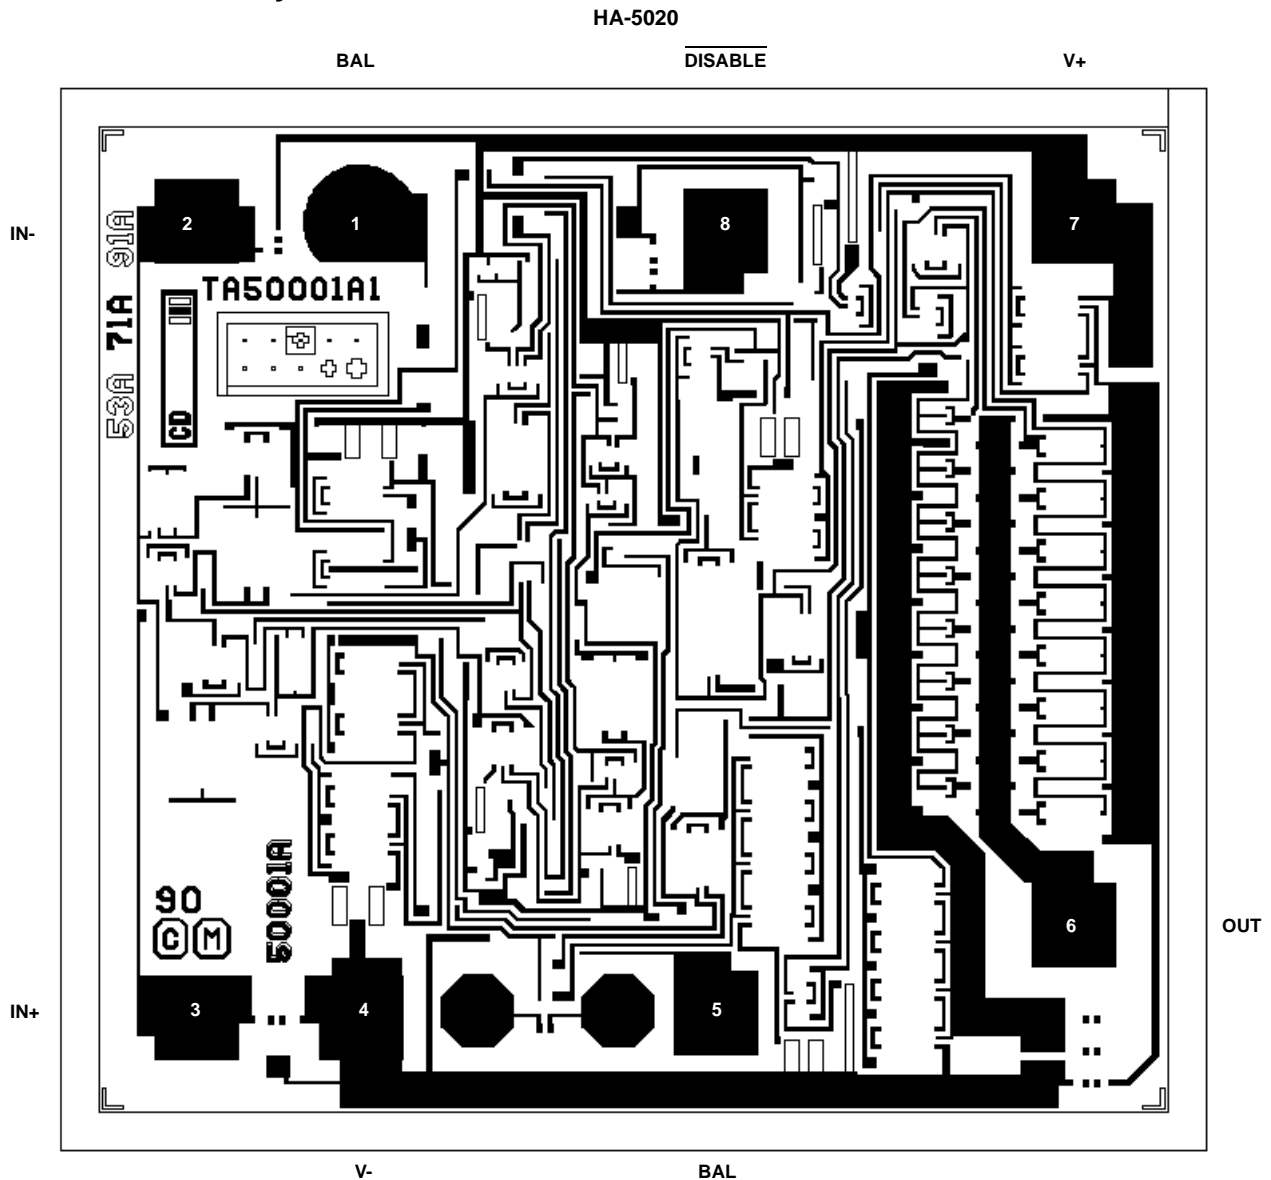 HA-5020
BAL
DISABLE
V+
IN-
2
1
8
7
91A
TA50001A1
71A
53A
CD
90
C M
50001A
6
OUT
IN+
3
4
5
V-
BAL